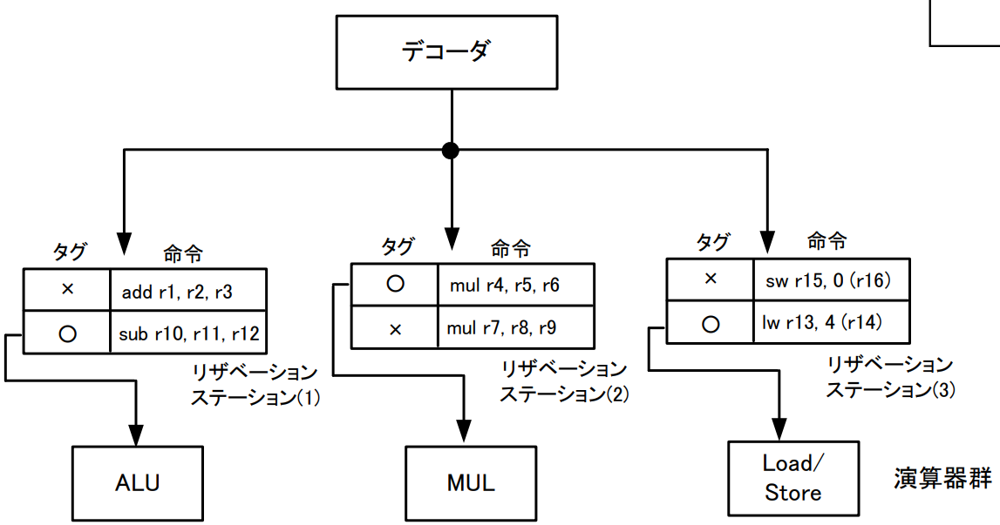 デコーダ
タグ 命令
× add r1, r2, r3
○ sub r10, r11, r12
リザベーション
ステーション(1)
ALU
タグ 命令
○ mul r4, r5, r6
× mul r7, r8, r9
リザベーション
ステーション(2)
MUL
タグ 命令
× sw r15, 0 (r16)
○ lw r13, 4 (r14)
リザベーション
ステーション(3)
Load/
Store
演算器群